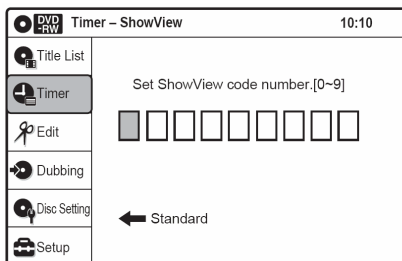 DVD -RW Timer – ShowView 10:10
Title List
Timer
Edit
Dubbing
Disc Setting
Setup
Set ShowView code number.[0~9]
Standard